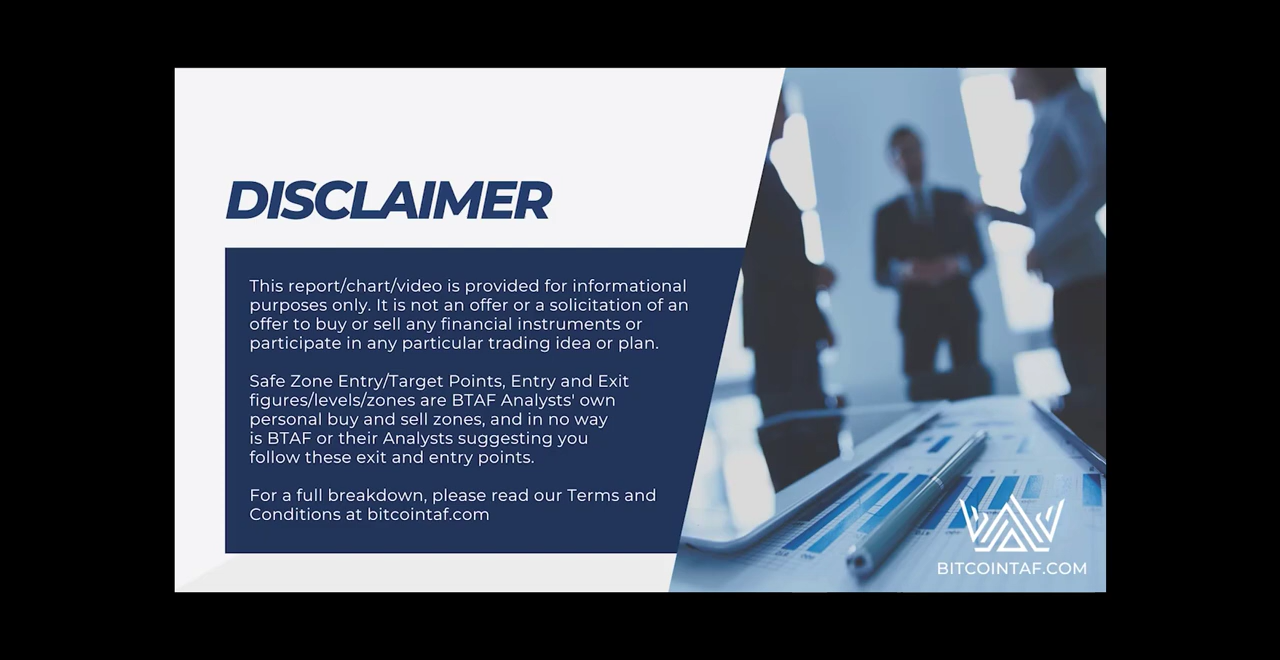 DISCLAIMER
This report/chart/video is provided for informational
purposes only. It is not an offer or a solicitation of an
offer to buy or sell any financial instruments or
participate in any particular trading idea or plan.
Safe Zone Entry/Target Points, Entry and Exit
figures/levels/zones are BTAF Analysts' own
personal buy and sell zones, and in no way
is BTAF or their Analysts suggesting you
follow these exit and entry points.
For a full breakdown, please read our Terms and
Conditions at bitcointaf.com
BITCOINTAF.COM